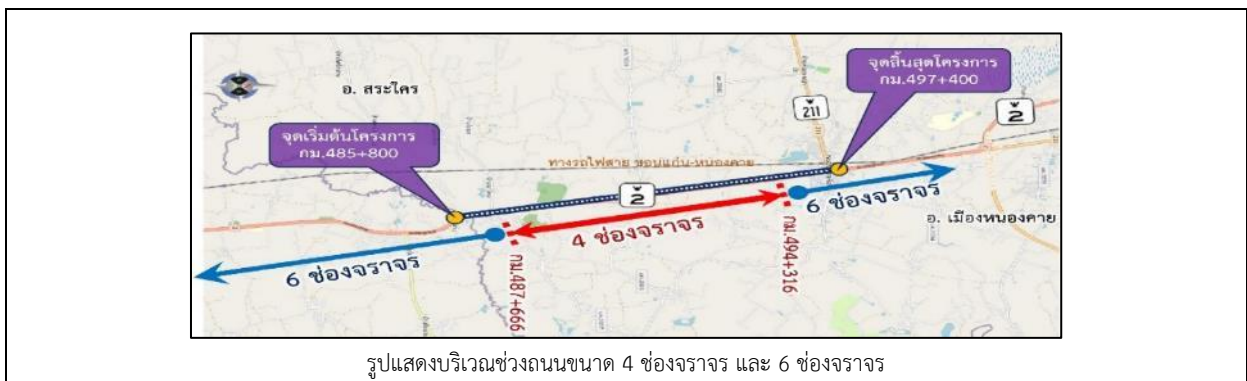 อ. สระใคร
จุดสิ้นสุดโครงการ
กม.497+400
จุดเริ่มต้นโครงการ
กม.485+800
211
2
ทางรถไฟสาย ขอนแก่น-หนองคาย
2
6 ช่องจราจร
4 ช่องจราจร
6 ช่องจราจร
อ. เมืองหนองคาย
กม.487+666
กม.494+316
รูปแสดงบริเวณช่วงถนนขนาด 4 ช่องจราจร และ 6 ช่องจราจร